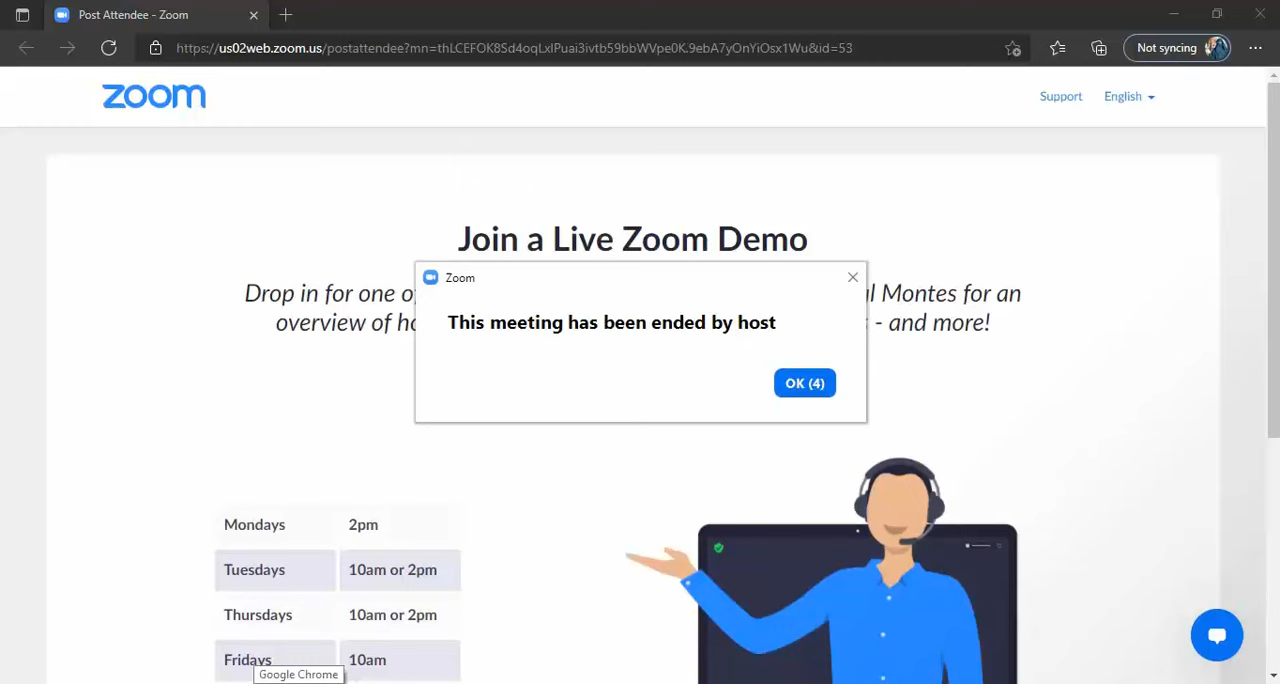 Post Attendee - Zoom
https://us02web.zoom.us/postattendee?mn=thLCEFOK8Sd4oqLxIPuai3ivtb59bbWVpe0K.9ebA7yOnYiOsx1Wu&id=53
Not syncing
zoom
Support
English
Join a Live Zoom Demo
Drop in for one o
l Montes for an
overview of ho
s - and more!
Zoom
This meeting has been ended by host
OK (4)
Mondays 2pm
Tuesdays 10am or 2pm
Thursdays 10am or 2pm
Fridays 10am
Google Chrome